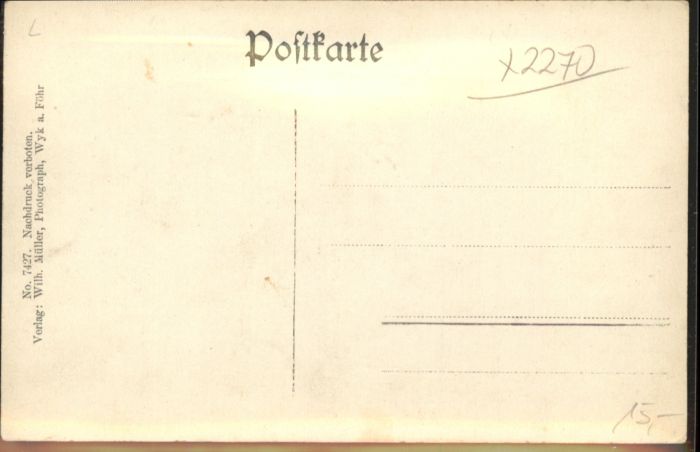 L
Postkarte
x2270
No. 7427. Nachdruck verboten.
Verlag: Wilh. Müller, Photograph, Wyk a. Föhr
15,-